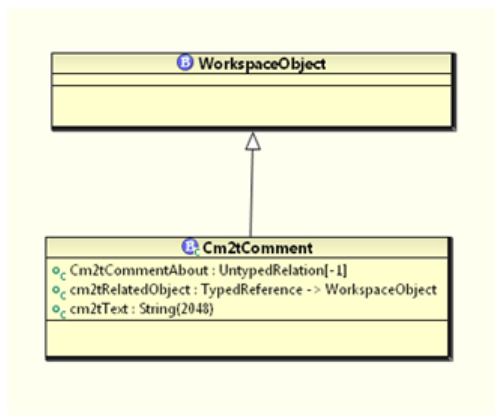 B WorkspaceObject
B Cm2tComment
Cm2tCommentAbout : UntypedRelation[-1]
cm2tRelatedObject : TypedReference -> WorkspaceObject
cm2tText : String{2048}